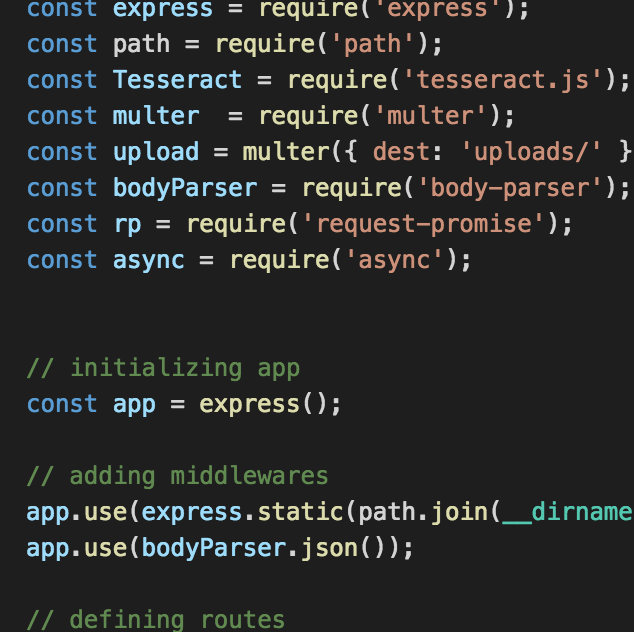 const express = require('express');
const path = require('path');
const Tesseract = require('tesseract.js');
const multer  = require('multer');
const upload = multer({ dest: 'uploads/' }
const bodyParser = require('body-parser');
const rp = require('request-promise');
const async = require('async');
// initializing app
const app = express();
// adding middlewares
app.use(express.static(path.join(__dirname
app.use(bodyParser.json());
// defining routes